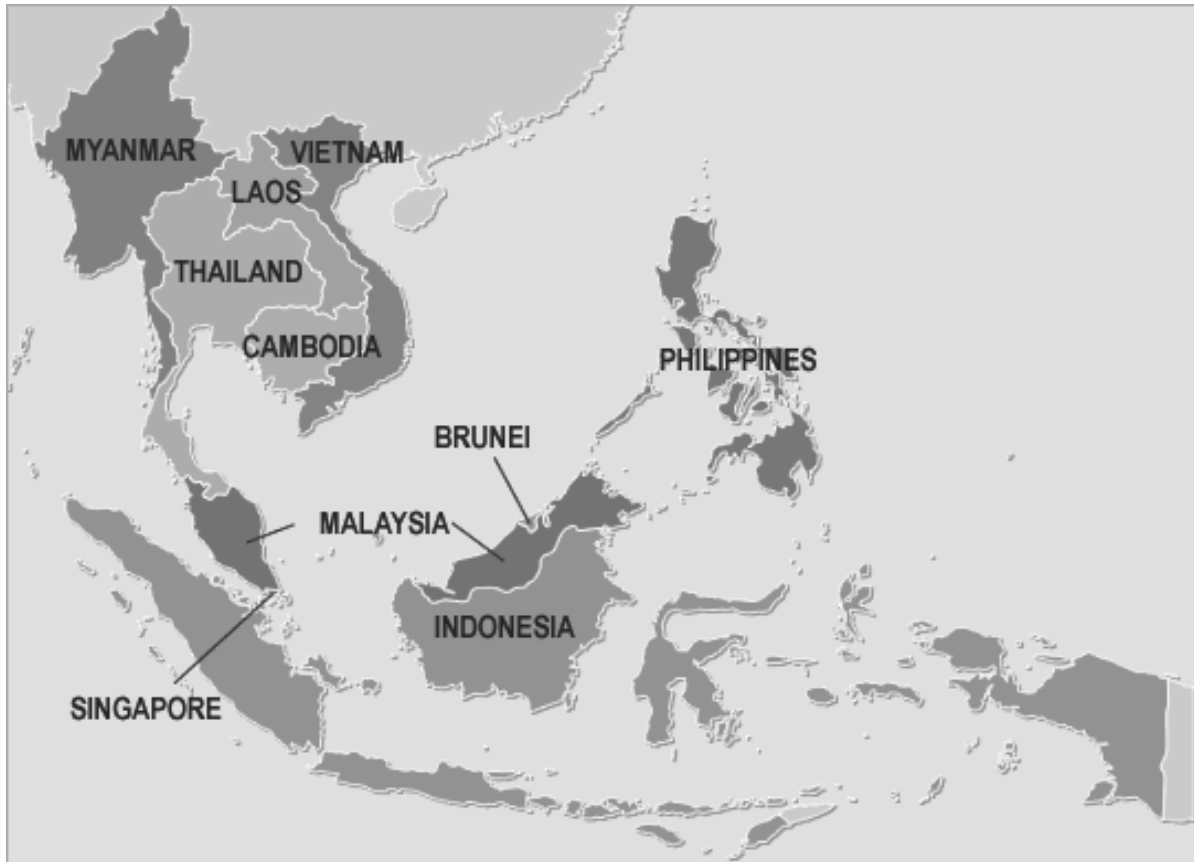 MYANMAR
VIETNAM
LAOS
THAILAND
CAMBODIA
PHILIPPINES
BRUNEI
MALAYSIA
INDONESIA
SINGAPORE